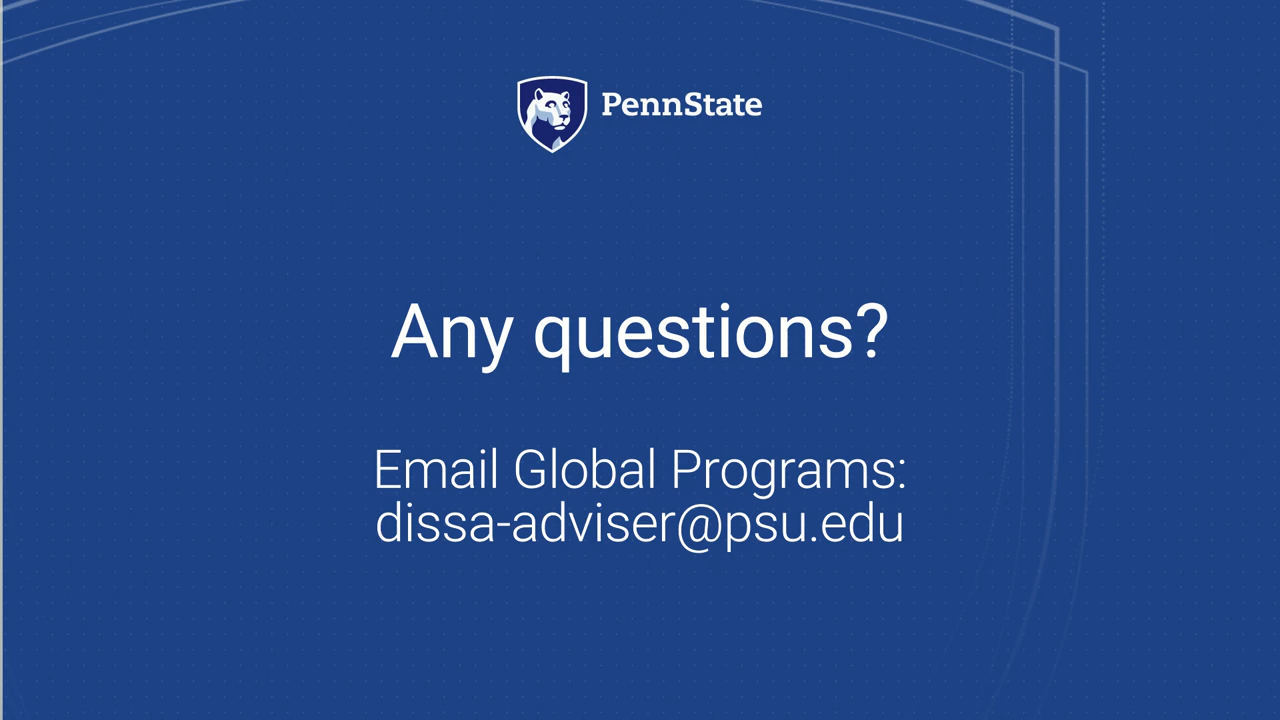 PennState
Any questions?
Email Global Programs:
dissa-adviser@psu.edu